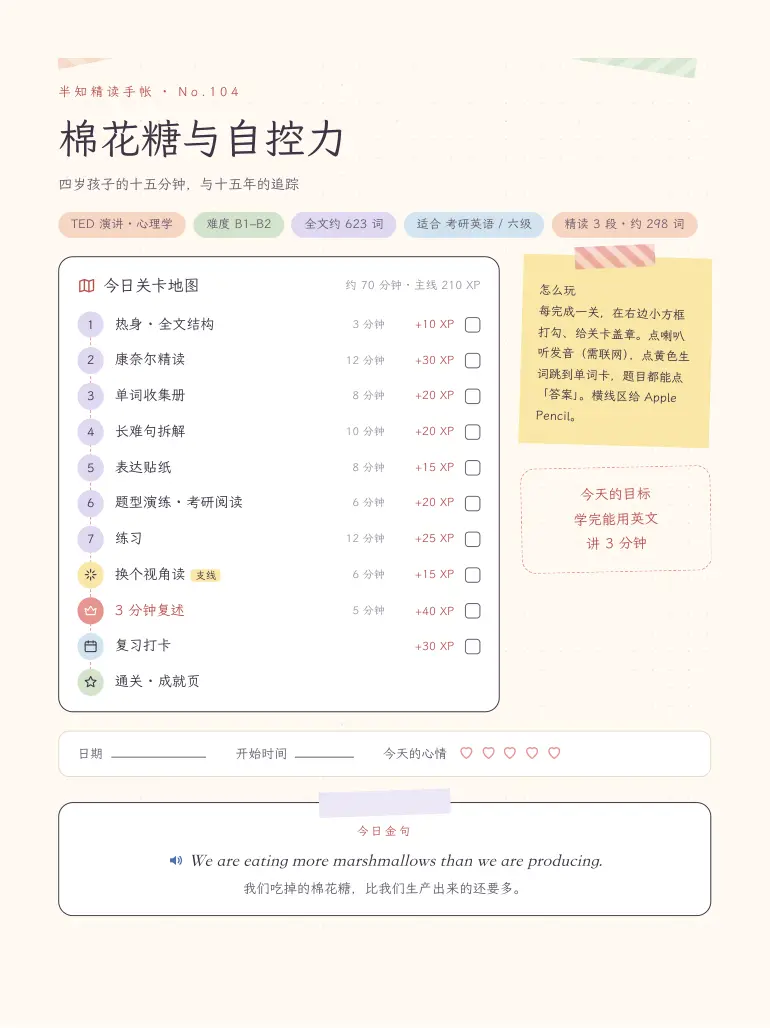 半知精读手帐 · No.104
棉花糖与自控力
四岁孩子的十五分钟，与十五年的追踪
TED 演讲·心理学 难度 B1–B2 全文约 623 词 适合 考研英语 / 六级 精读 3 段·约 298 词
今日关卡地图 约 70 分钟·主线 210 XP
1 热身·全文结构 3 分钟 +10 XP
2 康奈尔精读 12 分钟 +30 XP
3 单词收集册 8 分钟 +20 XP
4 长难句拆解 10 分钟 +20 XP
5 表达贴纸 8 分钟 +15 XP
6 题型演练·考研阅读 6 分钟 +20 XP
7 练习 12 分钟 +25 XP
换个视角读 支线 6 分钟 +15 XP
3 分钟复述 5 分钟 +40 XP
复习打卡 +30 XP
通关·成就页
怎么玩
每完成一关，在右边小方框
打勾、给关卡盖章。点喇叭
听发音（需联网），点黄色生
词跳到单词卡，题目都能点
「答案」。横线区给 Apple
Pencil。
今天的目标
学完能用英文
讲 3 分钟
日期 开始时间 今天的心情
今日金句
We are eating more marshmallows than we are producing.
我们吃掉的棉花糖，比我们生产出来的还要多。